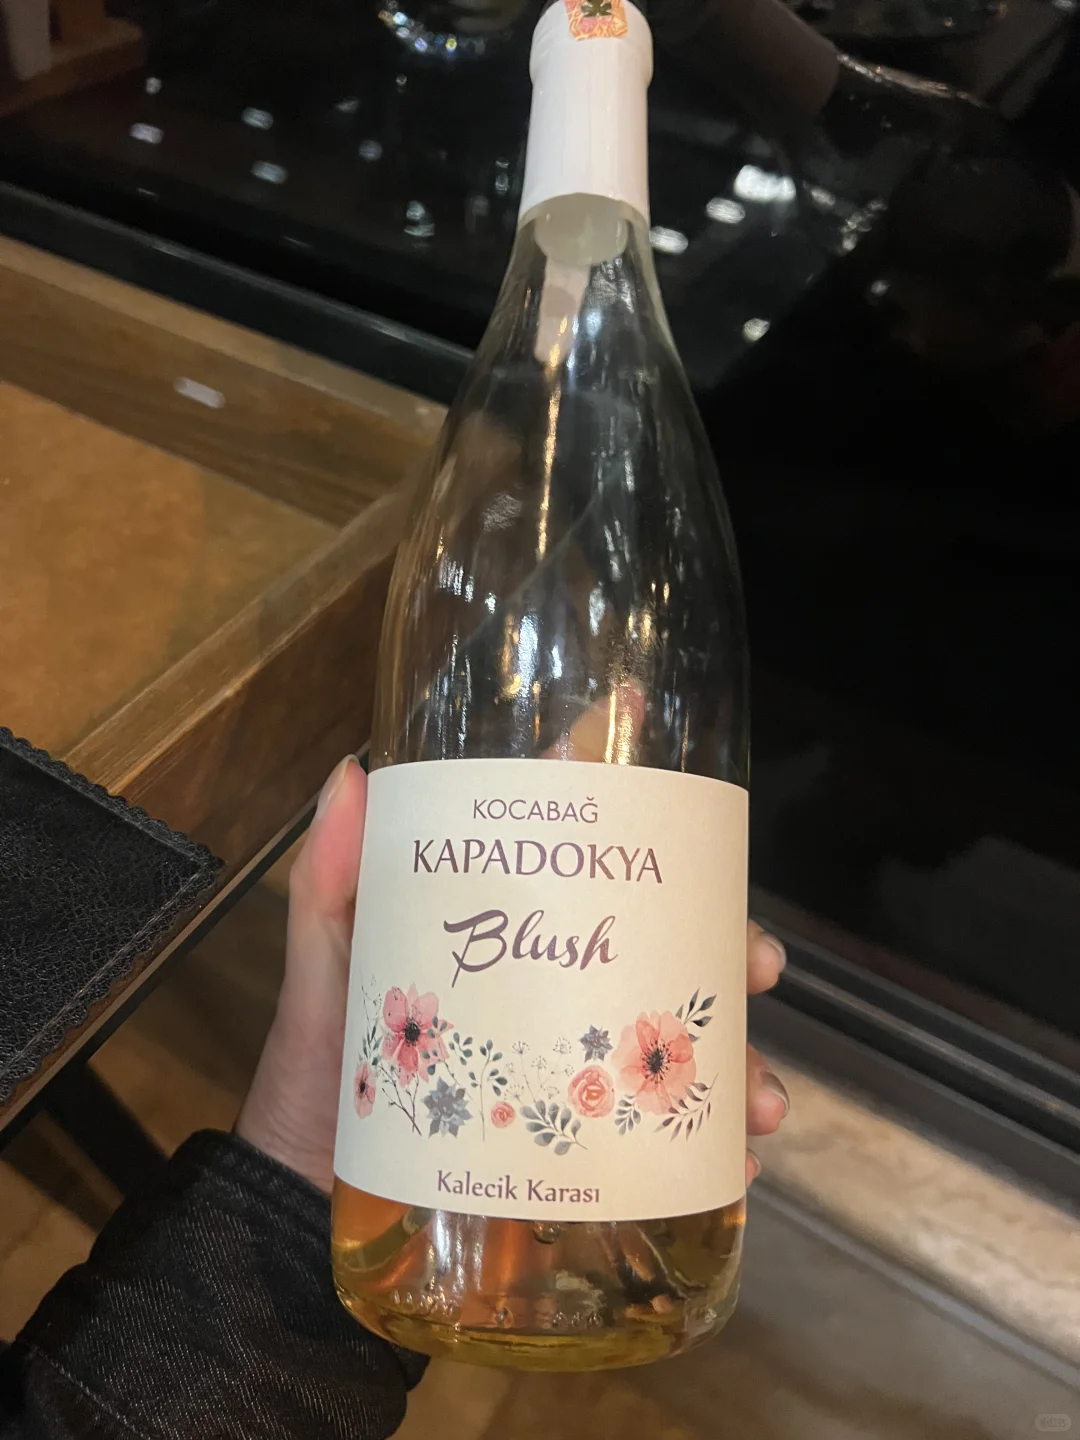 KOCABAĞ
KAPADOKYA
Blush
Kalecik Karası